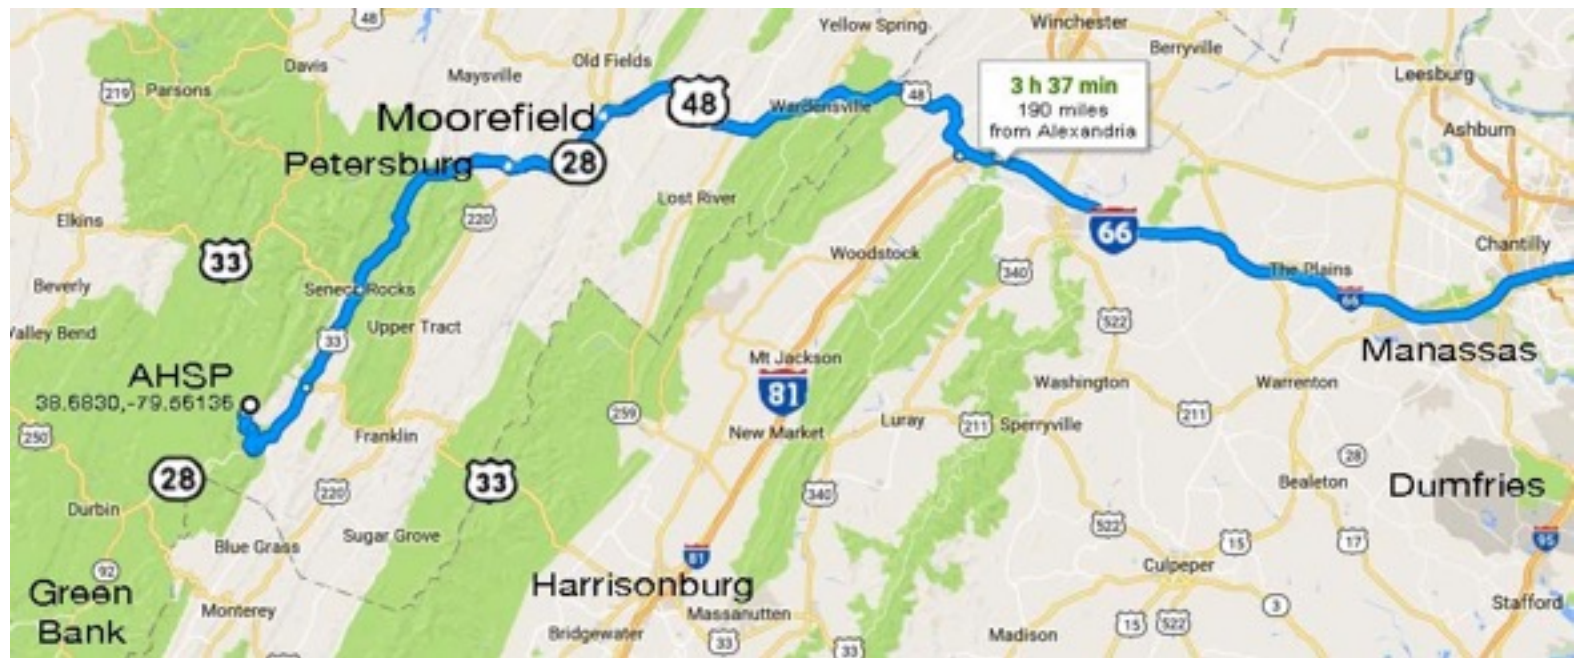 48
Yellow Spring
Winchester
Berryville
Old Fields
Davis
Maysville
Leesburg
219
Parsons
48
48
3 h 37 min
190 miles
from Alexandria
Wardensville
Moorefield
Ashburn
Petersburg
28
Lost River
220
Elkins
66
33
Woodstock
Chantilly
340
The Plains
Beverly
Seneca Rocks
66
Upper Tract
522
Valley Bend
33
Manassas
Mt Jackson
AHSP
38.6830,-79.56136
81
Washington
Warrenton
259
211
Luray
211
Sperryville
250
Franklin
New Market
28
28
33
220
340
Bealeton
Dumfries
Durbin
522
Sugar Grove
15
17
95
Blue Grass
81
92
Culpeper
Green
Bank
Harrisonburg
Monterey
Massanutten
3
Stafford
15
522
Bridgewater
33
33
Madison